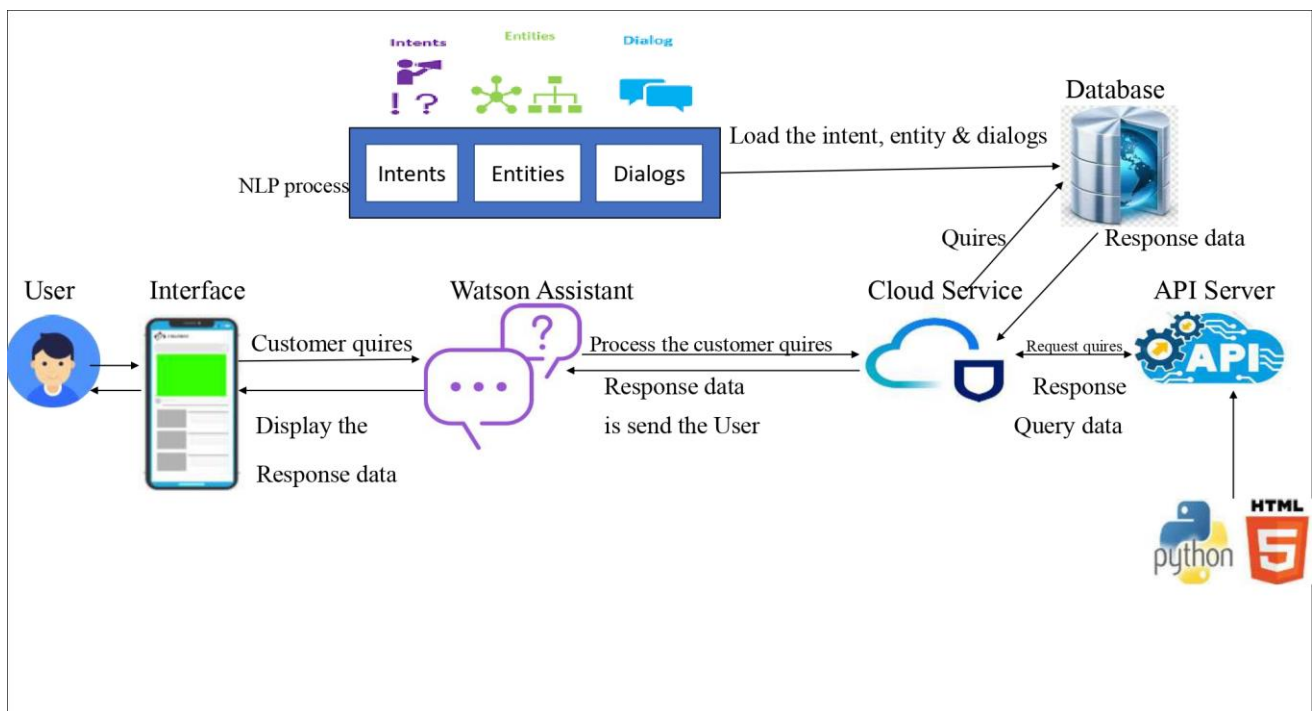 Intents
Entities
Dialog
! ?
Database
Load the intent, entity & dialogs
NLP process
Intents
Entities
Dialogs
Quires
Response data
User
Interface
Watson Assistant
Cloud Service
API Server
Customer quires
?
Process the customer quires
Request quires
API
Display the
Response data
Response data
is send the User
Response
Query data
python
HTML
5